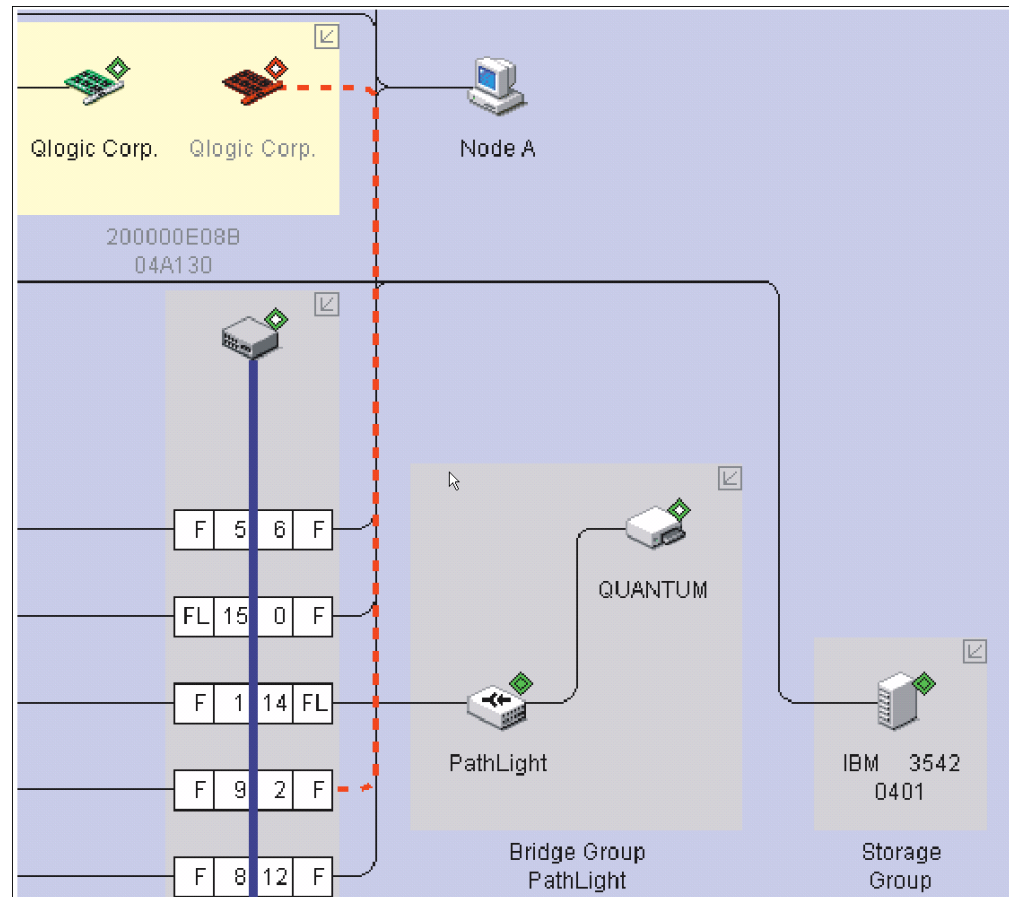 Qlogic Corp.
Qlogic Corp.
Node A
200000E08B
04A130
F 5 6 F
FL 15 0 F
F 1 14 FL
F 9 2 F
F 8 12 F
QUANTUM
PathLight
Bridge Group
PathLight
IBM 3542
0401
Storage
Group